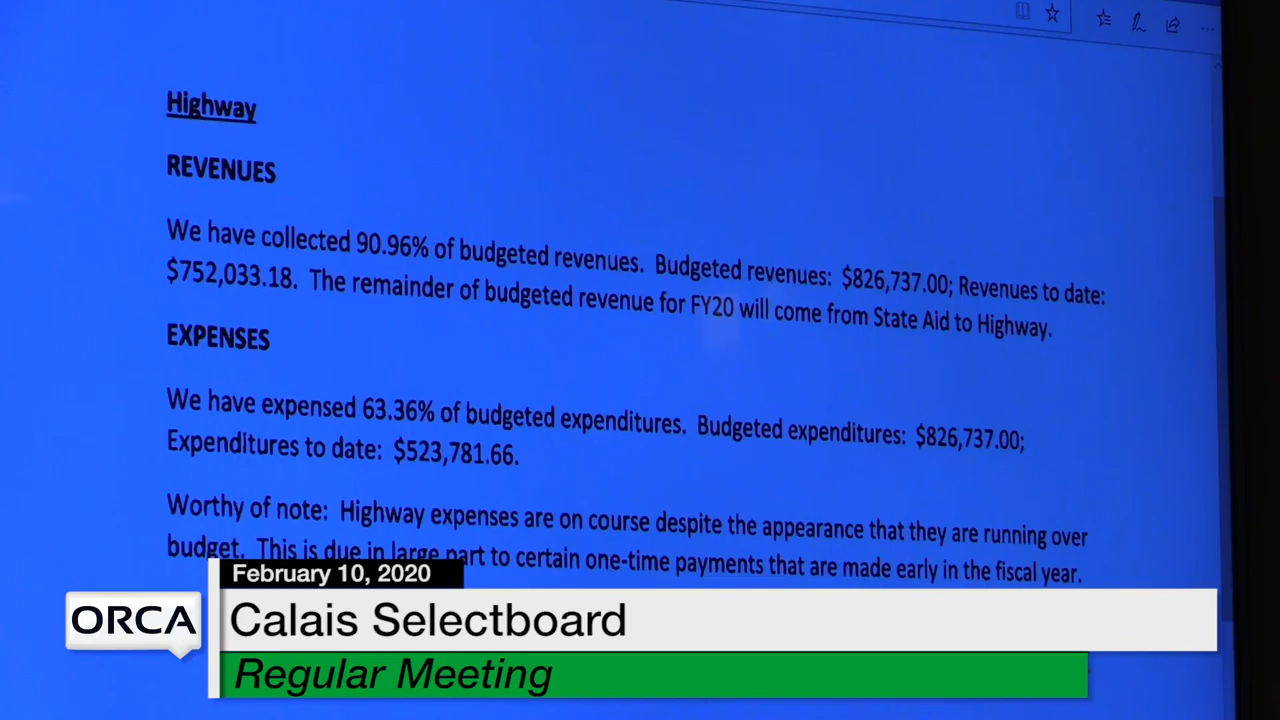 Highway
REVENUES
We have collected 90.96% of budgeted revenues. Budgeted revenues: $826,737.00; Revenues to date:
$752,033.18. The remainder of budgeted revenue for FY20 will come from State Aid to Highway.
EXPENSES
We have expensed 63.36% of budgeted expenditures. Budgeted expenditures: $826,737.00;
Expenditures to date: $523,781.66.
Worthy of note: Highway expenses are on course despite the appearance that they are running over
budget. This is due in large part to certain one-time payments that are made early in the fiscal year.
February 10, 2020
ORCA
Calais Selectboard
Regular Meeting